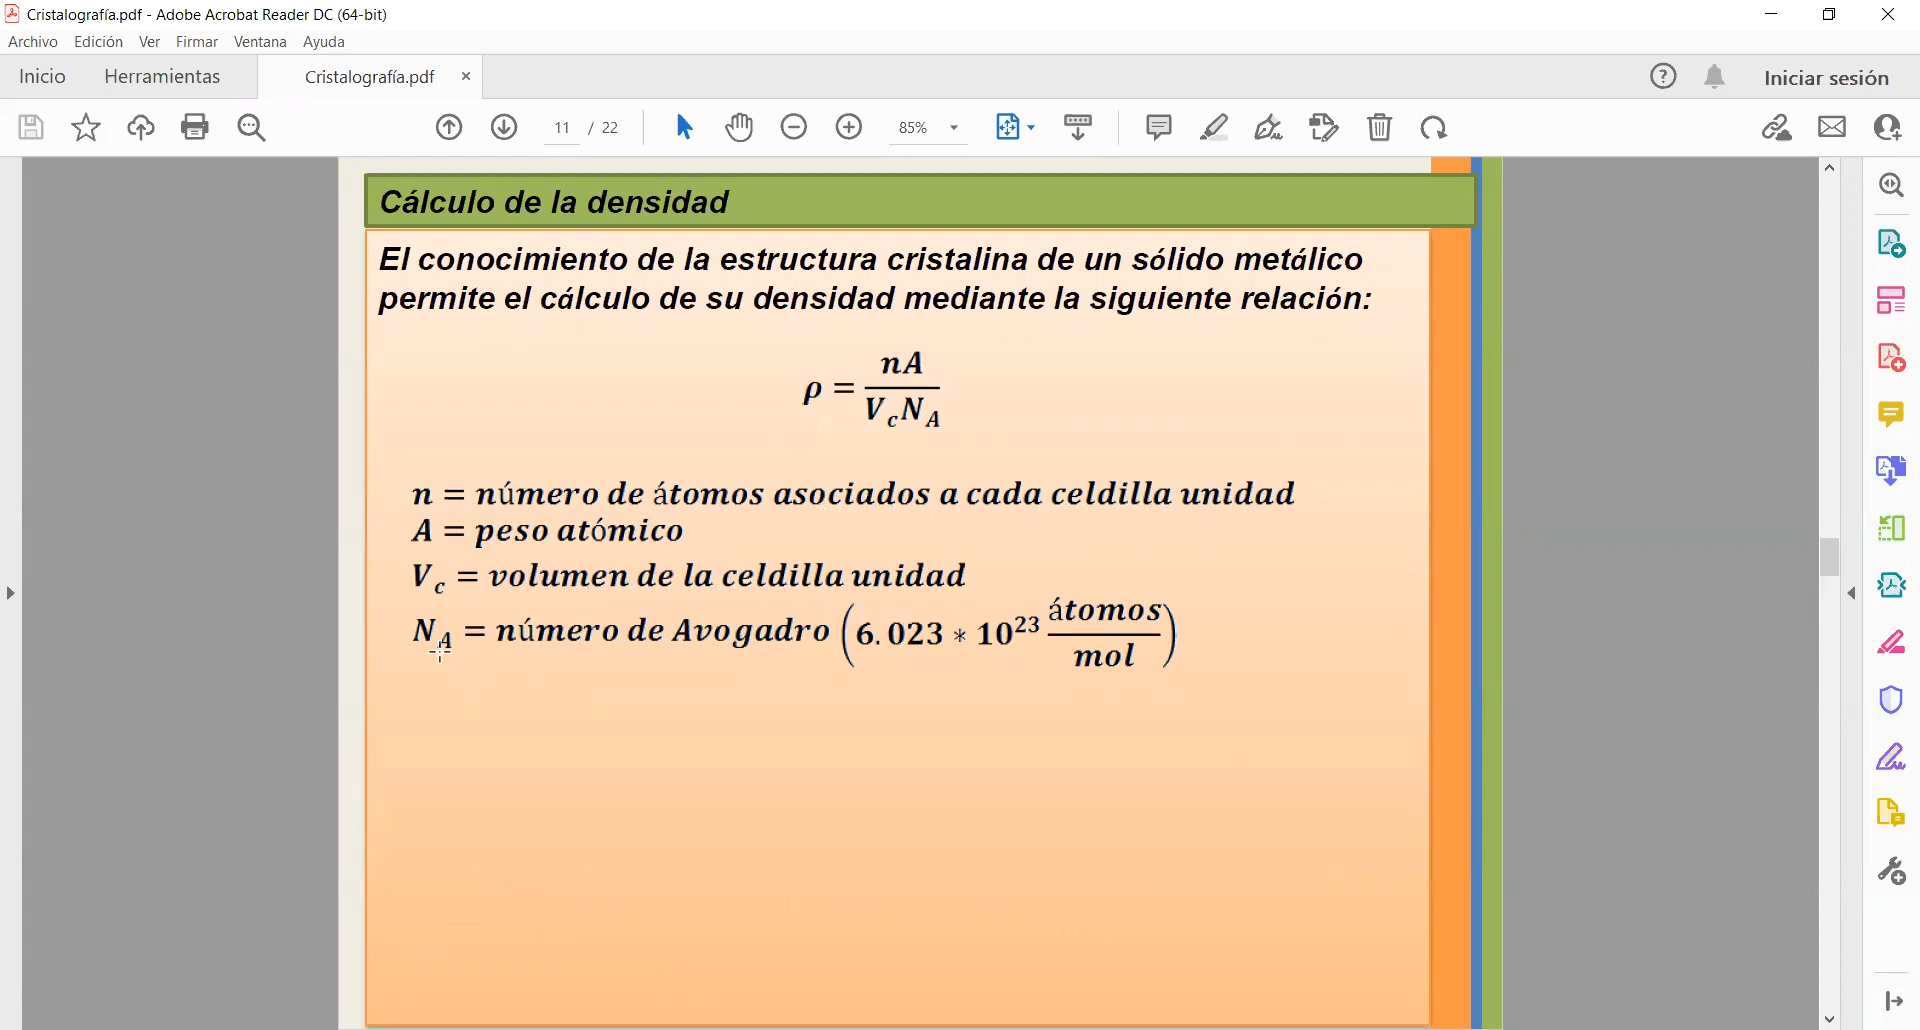 Cristalografía.pdf - Adobe Acrobat Reader DC (64-bit)
Archivo Edición Ver Firmar Ventana Ayuda
Inicio Herramientas Cristalografía.pdf × Iniciar sesión
11 / 22 85%
Cálculo de la densidad
El conocimiento de la estructura cristalina de un sólido metálico
permite el cálculo de su densidad mediante la siguiente relación:
ρ = nA / V_c N_A
n = número de átomos asociados a cada celdilla unidad
A = peso atómico
V_c = volumen de la celdilla unidad
N_A = número de Avogadro (6.023 * 10^23 átomos / mol)